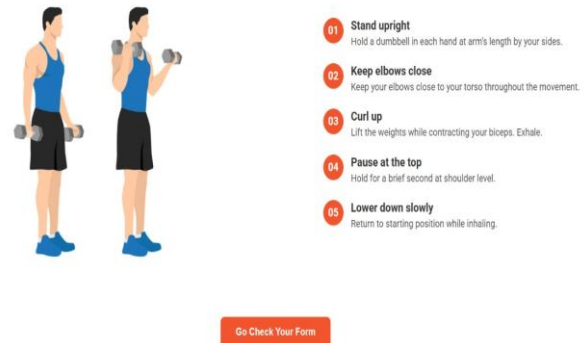 01 Stand upright
Hold a dumbbell in each hand at arm's length by your sides.
02 Keep elbows close
Keep your elbows close to your torso throughout the movement.
03 Curl up
Lift the weights while contracting your biceps. Exhale.
04 Pause at the top
Hold for a brief second at shoulder level.
05 Lower down slowly
Return to starting position while inhaling.
Go Check Your Form